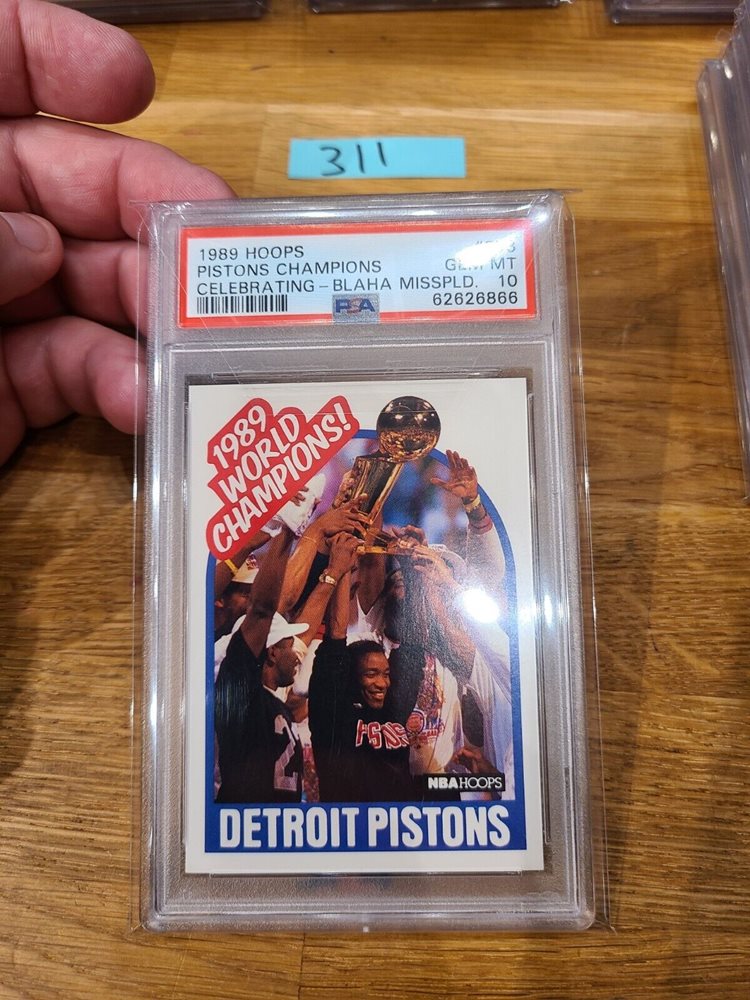 311
1989 HOOPS
PISTONS CHAMPIONS GEM MT
CELEBRATING - BLAHA MISSPLD. 10
PSA 62626866
1989
WORLD
CHAMPIONS!
2
NBA HOOPS
DETROIT PISTONS